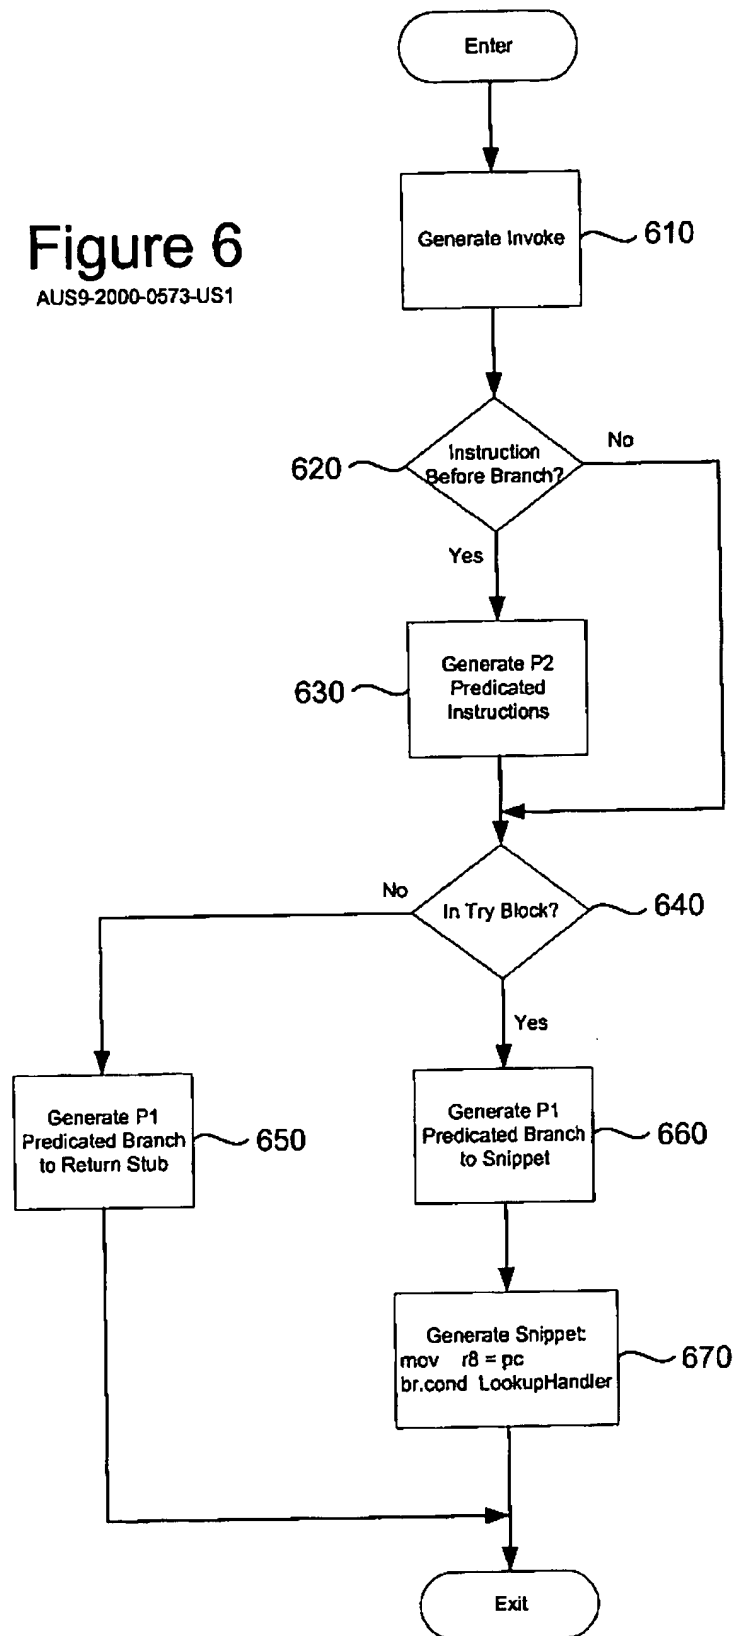 Enter
Generate Invoke
610
Figure 6
AUS9-2000-0573-US1
Instruction
Before Branch?
620
No
Yes
Generate P2
Predicated
Instructions
630
In Try Block?
640
No
Yes
Generate P1
Predicated Branch
to Return Stub
650
Generate P1
Predicated Branch
to Snippet
660
Generate Snippet:
mov r8 = pc
br.cond LookupHandler
670
Exit